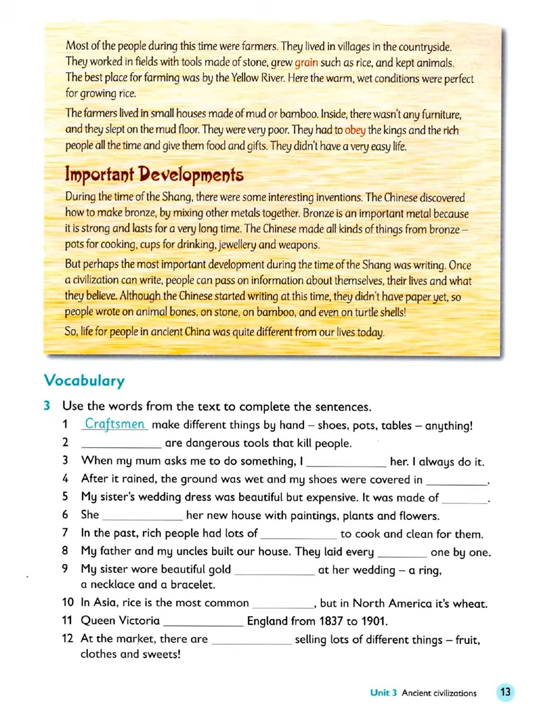 Most of the people during this time were farmers. They lived in villages in the countryside.
They worked in fields with tools made of stone, grew grain such as rice, and kept animals.
The best place for farming was by the Yellow River. Here the warm, wet conditions were perfect
for growing rice.
The farmers lived in small houses made of mud or bamboo. Inside, there wasn't any furniture,
and they slept on the mud floor. They were very poor. They had to obey the kings and the rich
people all the time and give them food and gifts. They didn't have a very easy life.
Important Developments
During the time of the Shang, there were some interesting inventions. The Chinese discovered
how to make bronze, by mixing other metals together. Bronze is an important metal because
it is strong and lasts for a very long time. The Chinese made all kinds of things from bronze –
pots for cooking, cups for drinking, jewellery and weapons.
But perhaps the most important development during the time of the Shang was writing. Once
a civilization can write, people can pass on information about themselves, their lives and what
they believe. Although the Chinese started writing at this time, they didn't have paper yet, so
people wrote on animal bones, on stone, on bamboo, and even on turtle shells!
So, life for people in ancient China was quite different from our lives today.
Vocabulary
3 Use the words from the text to complete the sentences.
1 Craftsmen make different things by hand – shoes, pots, tables – anything!
2 ____________ are dangerous tools that kill people.
3 When my mum asks me to do something, I ____________ her. I always do it.
4 After it rained, the ground was wet and my shoes were covered in _________.
5 My sister's wedding dress was beautiful but expensive. It was made of _______.
6 She ____________ her new house with paintings, plants and flowers.
7 In the past, rich people had lots of ____________ to cook and clean for them.
8 My father and my uncles built our house. They laid every ________ one by one.
9 My sister wore beautiful gold ____________ at her wedding – a ring,
a necklace and a bracelet.
10 In Asia, rice is the most common _________, but in North America it's wheat.
11 Queen Victoria ____________ England from 1837 to 1901.
12 At the market, there are ____________ selling lots of different things – fruit,
clothes and sweets!
Unit 3 Ancient civilizations 13